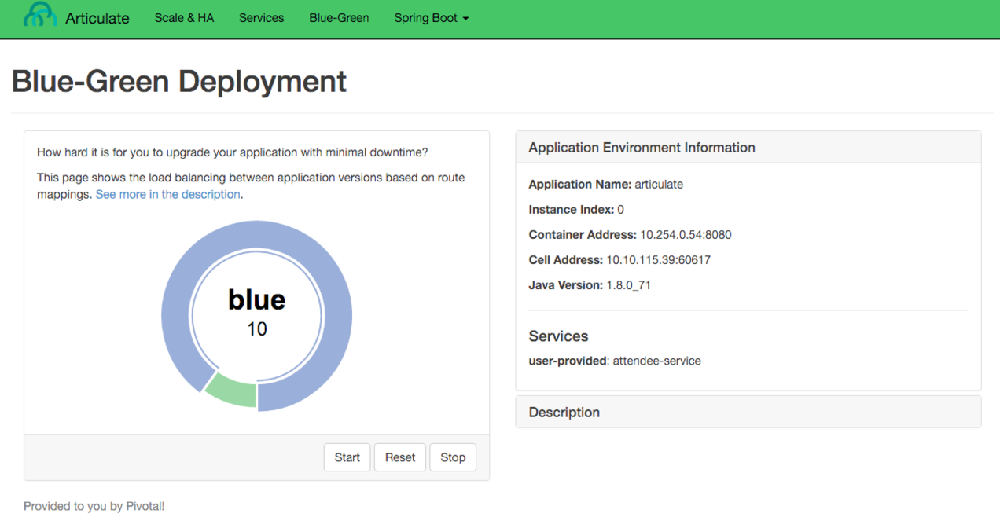 Articulate
Scale & HA
Services
Blue-Green
Spring Boot
Blue-Green Deployment
How hard it is for you to upgrade your application with minimal downtime?
This page shows the load balancing between application versions based on route
mappings. See more in the description.
blue
10
Start
Reset
Stop
Application Environment Information
Application Name: articulate
Instance Index: 0
Container Address: 10.254.0.54:8080
Cell Address: 10.10.115.39:60617
Java Version: 1.8.0_71
Services
user-provided: attendee-service
Description
Provided to you by Pivotal!